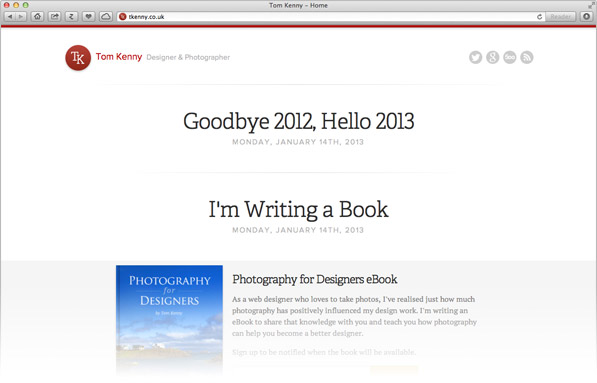 Tom Kenny – Home
tkenny.co.uk
Reader
TK
Tom Kenny Designer & Photographer
500
Goodbye 2012, Hello 2013
MONDAY, JANUARY 14TH, 2013
I'm Writing a Book
MONDAY, JANUARY 14TH, 2013
PHOTOGRAPHY
for
DESIGNERS
by Tom Kenny
Photography for Designers eBook
As a web designer who loves to take photos, I've realised just how much
photography has positively influenced my design work. I'm writing an
eBook to share that knowledge with you and teach you how photography
can help you become a better designer.
Sign up to be notified when the book will be available.